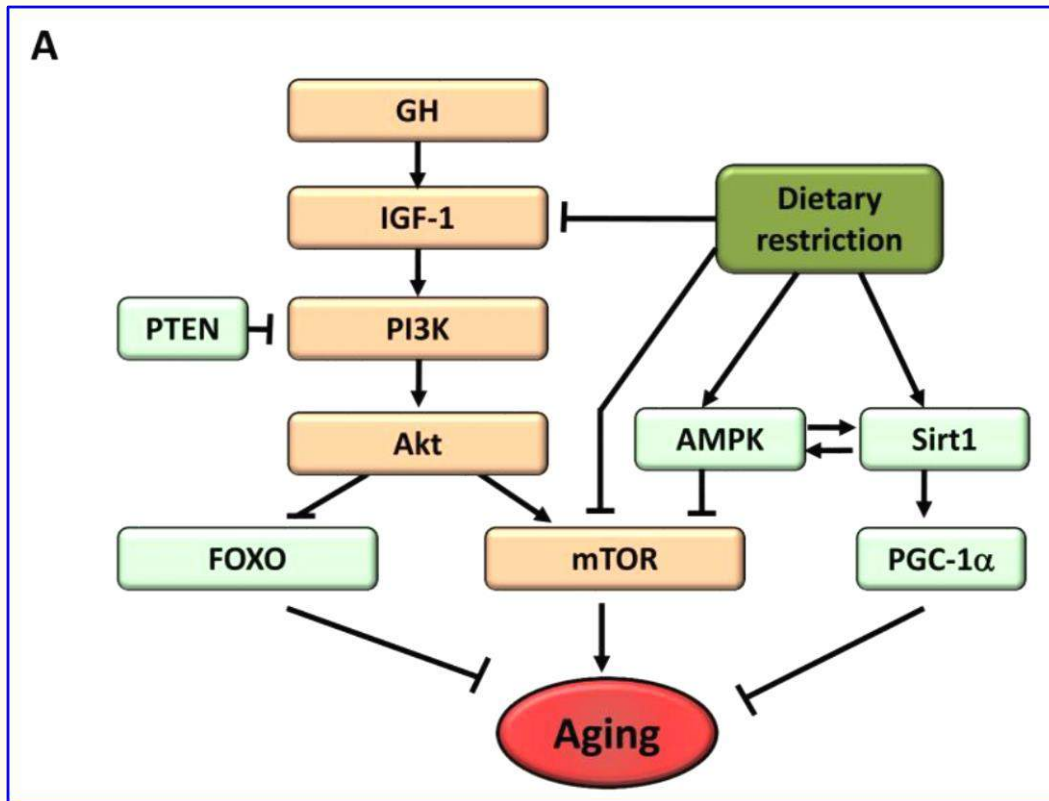 A
GH
IGF-1
Dietary
restriction
PTEN
PI3K
Akt
AMPK
Sirt1
FOXO
mTOR
PGC-1α
Aging